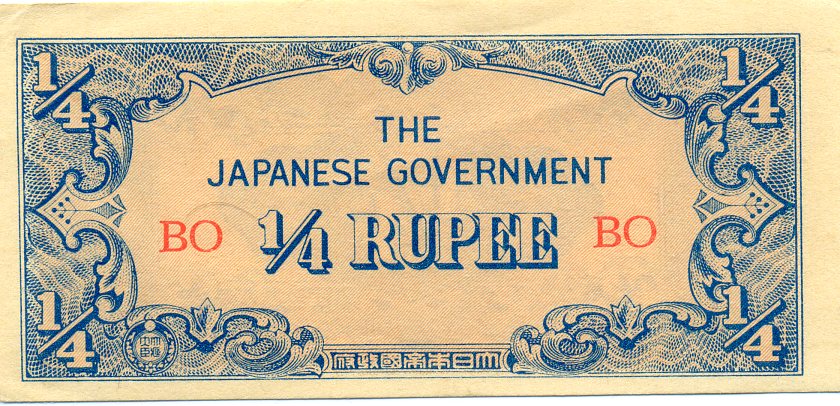 1/4 1/4
THE
JAPANESE GOVERNMENT
BO 1/4 RUPEE BO
1/4 1/4
大日本帝國政府